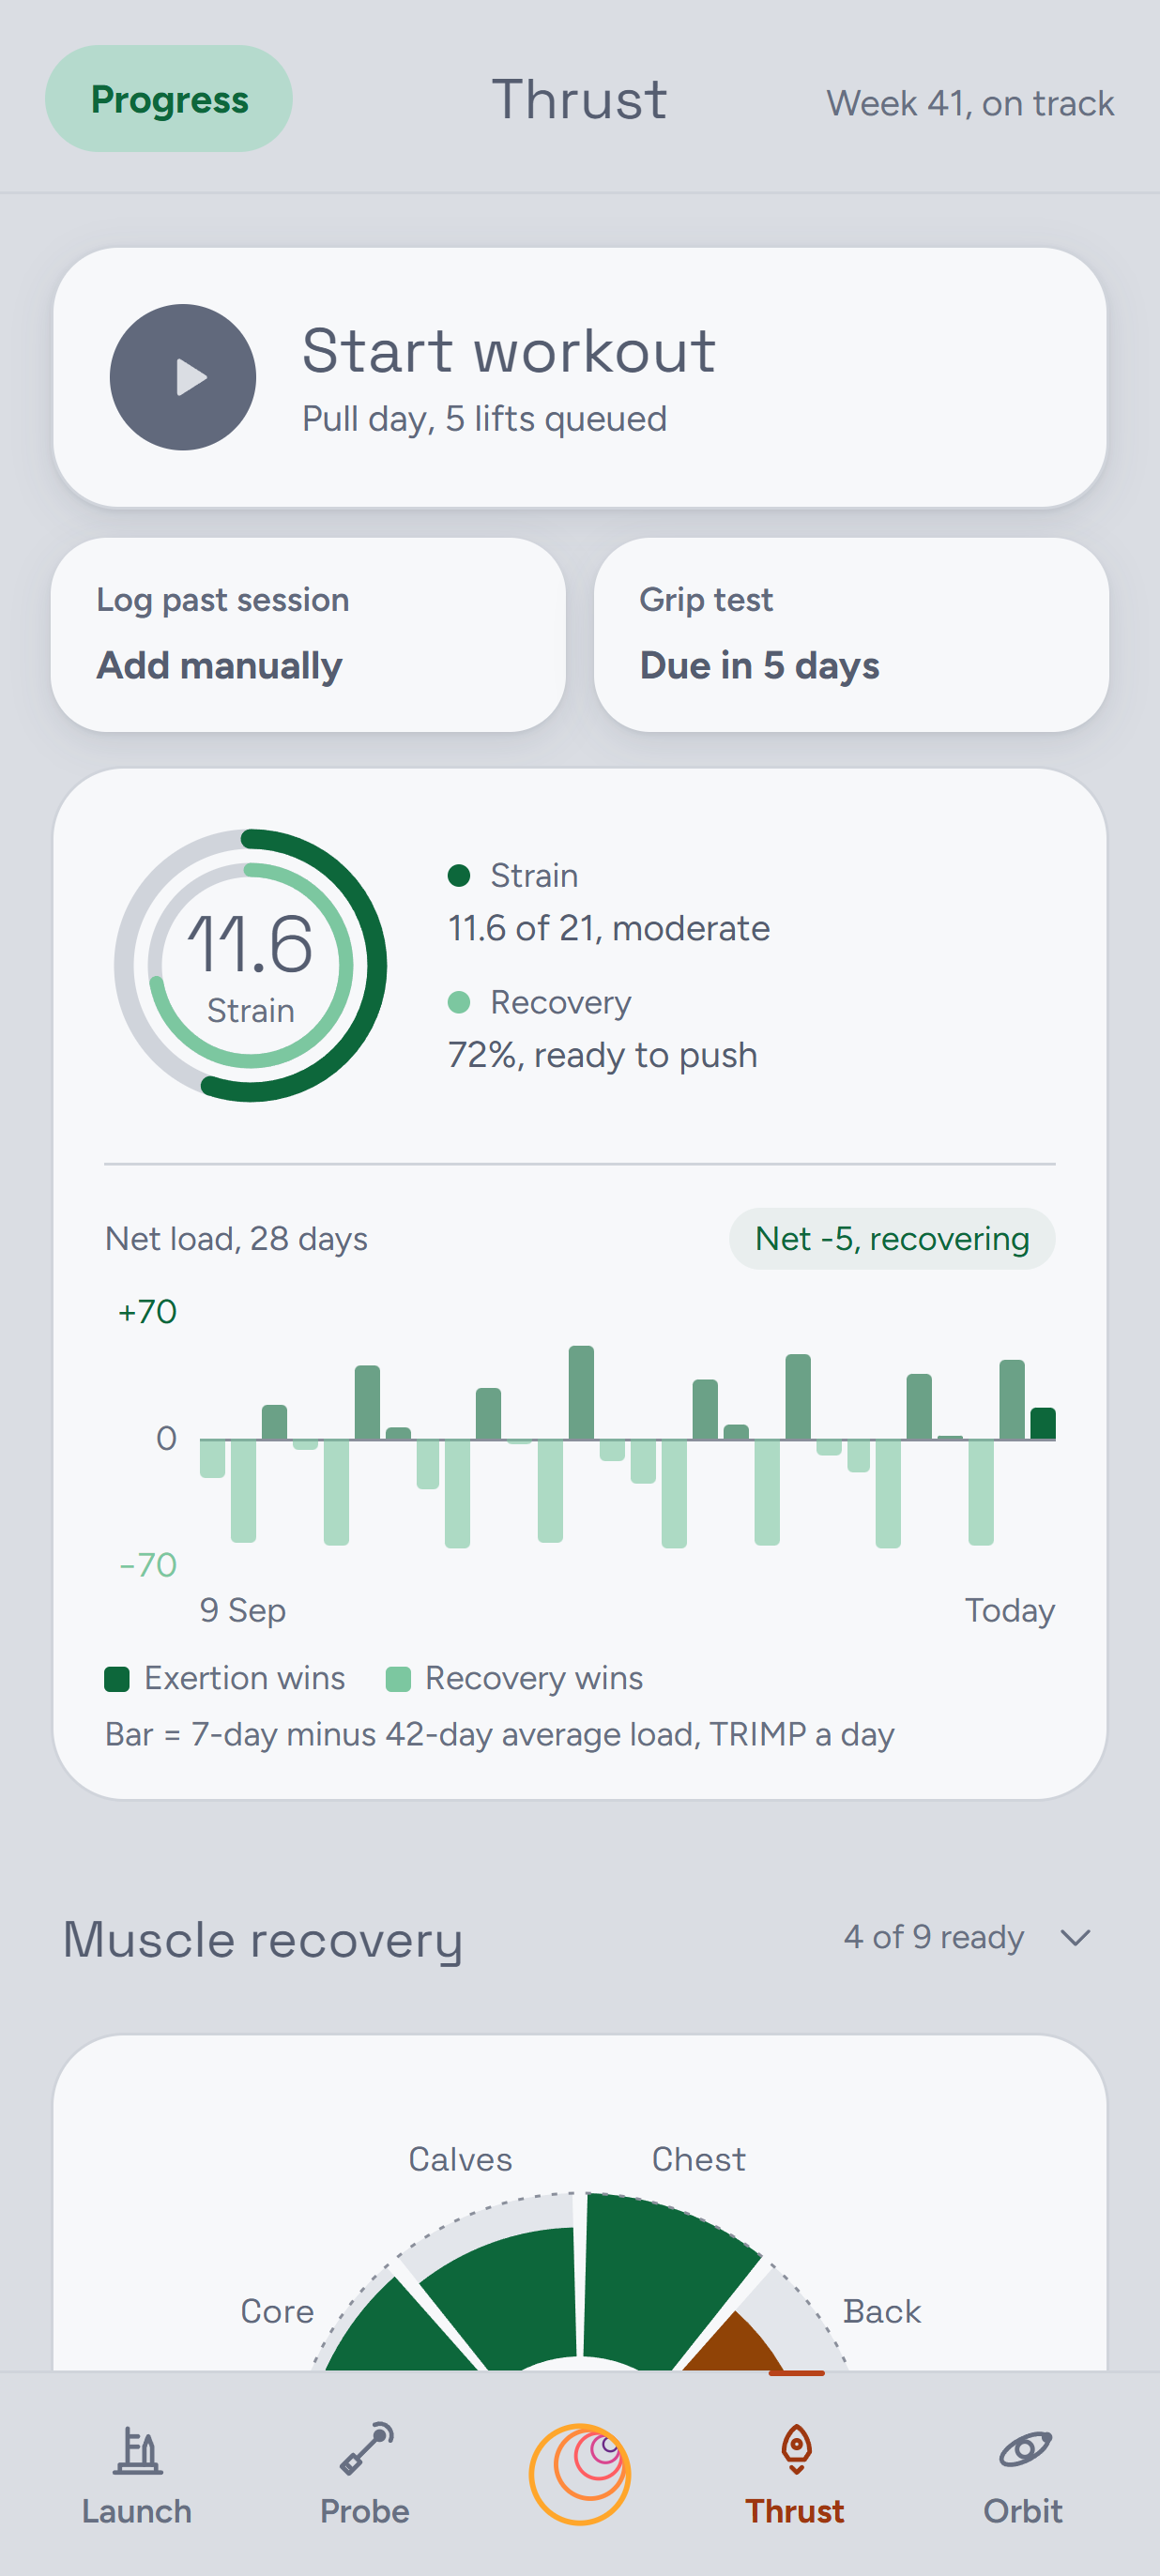 Progress
Thrust
Week 41, on track
Start workout
Pull day, 5 lifts queued
Log past session
Add manually
Grip test
Due in 5 days
11.6
Strain
Strain
11.6 of 21, moderate
Recovery
72%, ready to push
Net load, 28 days
Net -5, recovering
+70
0
−70
9 Sep
Today
Exertion wins
Recovery wins
Bar = 7-day minus 42-day average load, TRIMP a day
Muscle recovery
4 of 9 ready
Calves
Chest
Core
Back
Launch
Probe
Thrust
Orbit